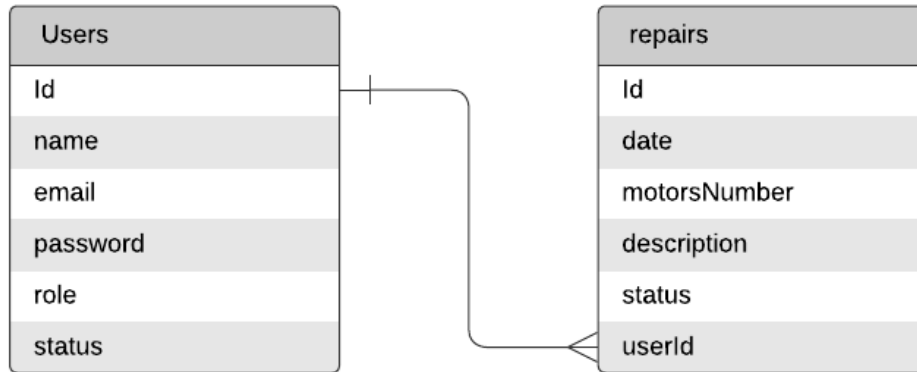 Users
Id
name
email
password
role
status
repairs
Id
date
motorsNumber
description
status
userId